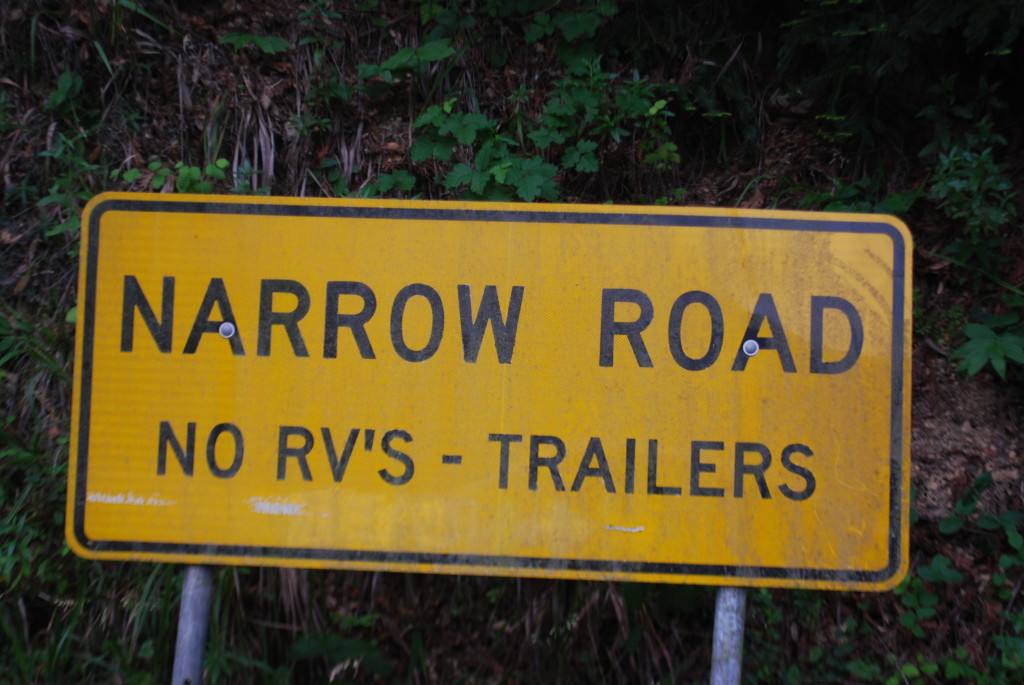 NARROW ROAD
NO RV'S - TRAILERS